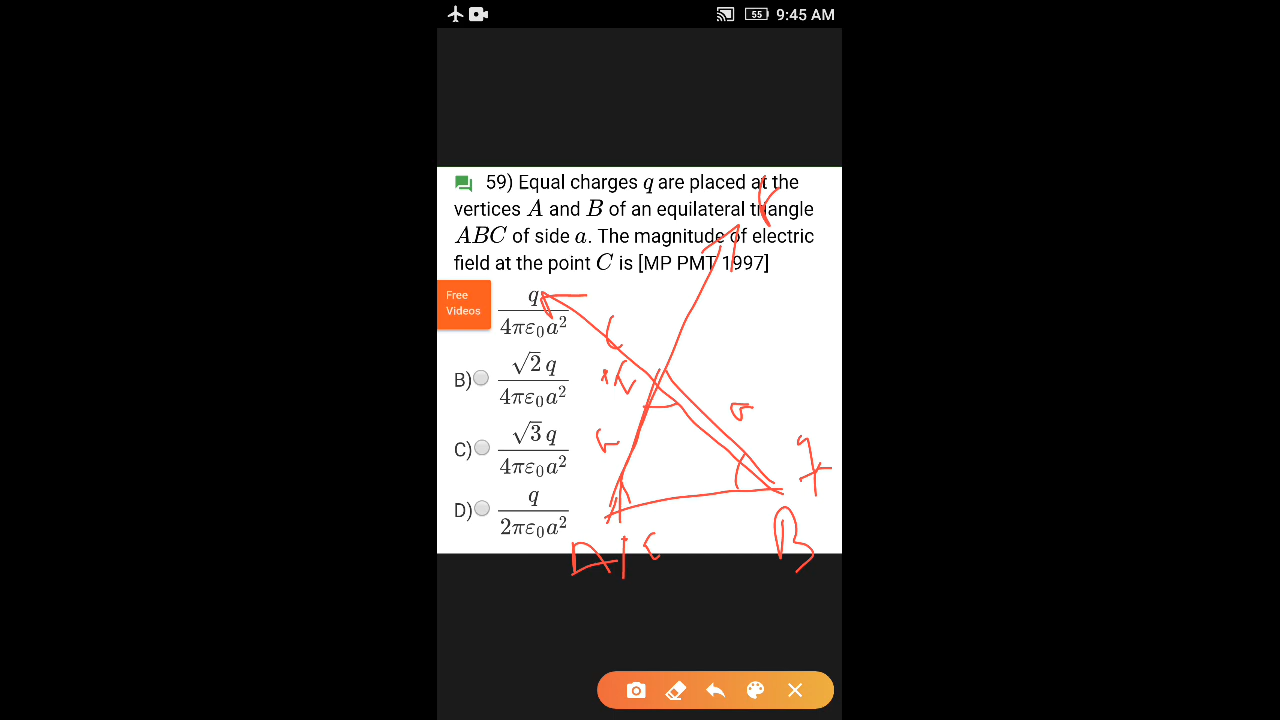 55 9:45 AM
59) Equal charges q are placed at the
vertices A and B of an equilateral triangle
ABC of side a. The magnitude of electric
field at the point C is [MP PMT 1997]
Free
Videos
q
4πε₀a²
B) √2 q
4πε₀a²
C) √3 q
4πε₀a²
D) q
2πε₀a²
a
B